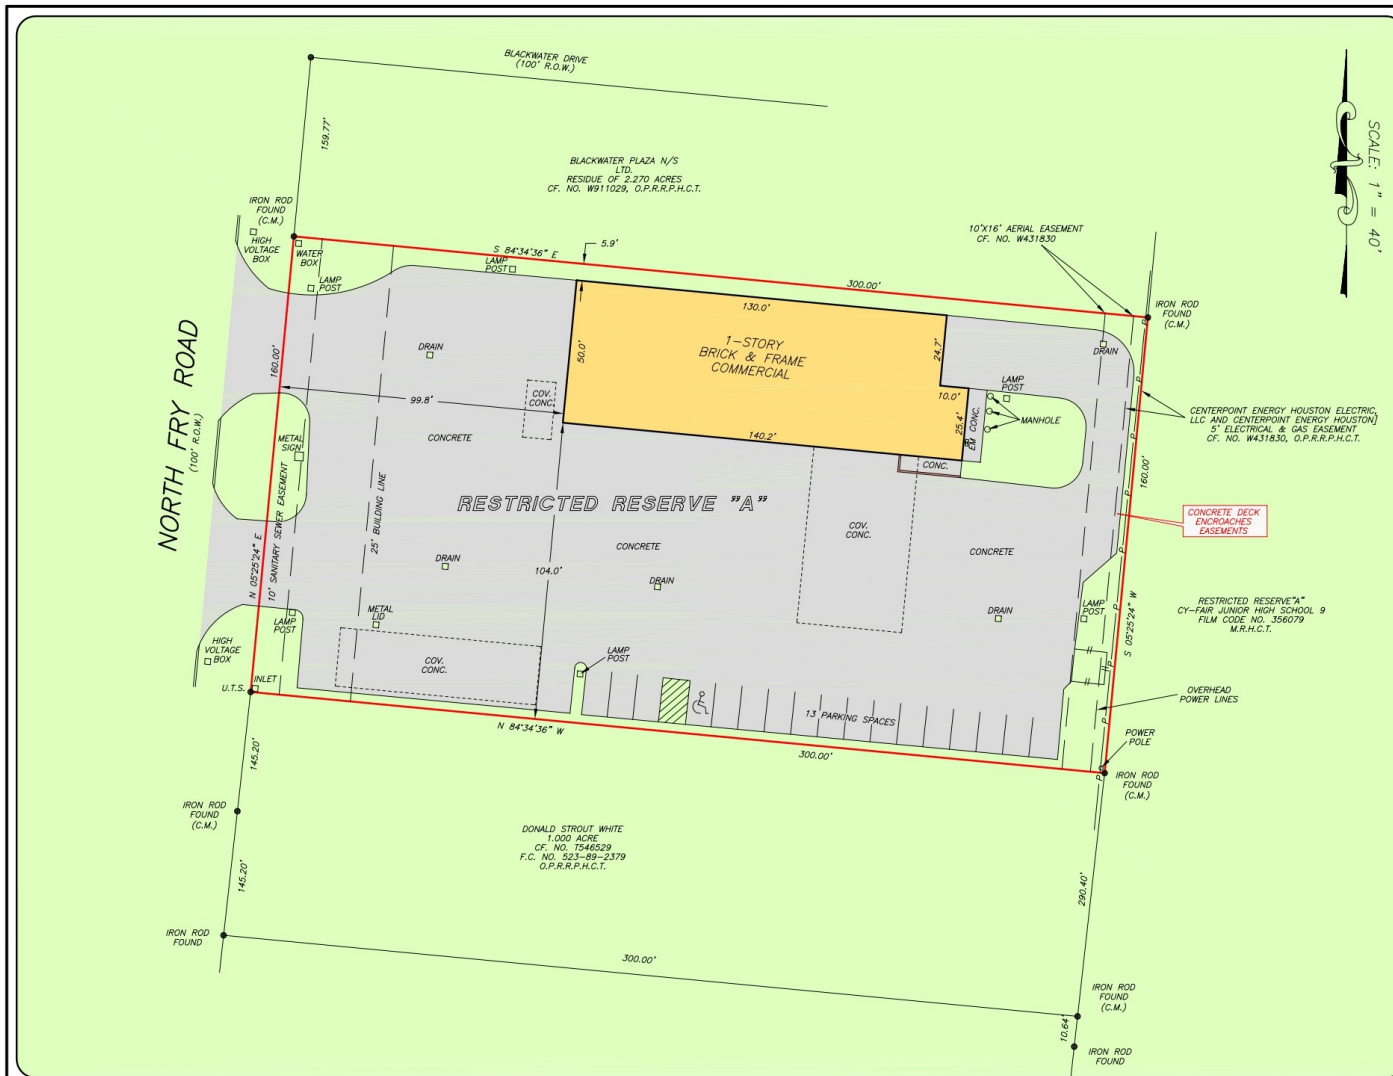 BLACKWATER DRIVE
(100' R.O.W.)
159.77'
SCALE: 1" = 40'
BLACKWATER PLAZA N/S
LTD.
RESIDUE OF 2.270 ACRES
CF. NO. W911029, O.P.R.R.P.H.C.T.
IRON ROD
FOUND
(C.M.)
HIGH
VOLTAGE
BOX
WATER
BOX
LAMP
POST
LAMP
POST
S 84°34'36" E
5.9'
300.00'
10'X16' AERIAL EASEMENT
CF. NO. W431830
IRON ROD
FOUND
(C.M.)
NORTH FRY ROAD
(100' R.O.W.)
160.00'
DRAIN
99.8'
CONCRETE
COV.
CONC.
50.0'
130.0'
1-STORY
BRICK & FRAME
COMMERCIAL
24.7'
10.0'
25.4'
140.2'
EM
CONC.
CONC.
LAMP
POST
MANHOLE
DRAIN
CENTERPOINT ENERGY HOUSTON ELECTRIC,
LLC AND CENTERPOINT ENERGY HOUSTON]
5' ELECTRICAL & GAS EASEMENT
CF. NO. W431830, O.P.R.R.P.H.C.T.
P
P
P
P
P
P
P
P
P
P
P
160.00'
METAL
SIGN
N 05°25'24" E
10' SANITARY SEWER EASEMENT
25' BUILDING LINE
RESTRICTED RESERVE "A"
COV.
CONC.
CONCRETE
CONCRETE
CONCRETE DECK
ENCROACHES
EASEMENTS
DRAIN
104.0'
DRAIN
DRAIN
LAMP
POST
RESTRICTED RESERVE"A"
CY-FAIR JUNIOR HIGH SCHOOL 9
FILM CODE NO. 356079
M.R.H.C.T.
S 05°25'24" W
LAMP
POST
METAL
LID
HIGH
VOLTAGE
BOX
COV.
CONC.
LAMP
POST
U.T.S.
INLET
13 PARKING SPACES
OVERHEAD
POWER LINES
N 84°34'36" W
300.00'
POWER
POLE
IRON ROD
FOUND
(C.M.)
145.20'
IRON ROD
FOUND
(C.M.)
DONALD STROUT WHITE
1.000 ACRE
CF. NO. T546529
F.C. NO. 523-89-2379
O.P.R.R.P.H.C.T.
145.20'
290.40'
IRON ROD
FOUND
300.00'
IRON ROD
FOUND
(C.M.)
10.64'
IRON ROD
FOUND